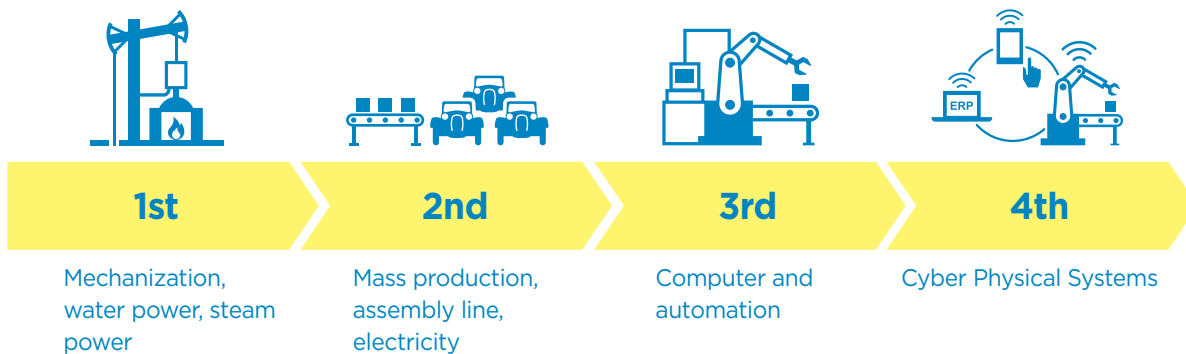 ERP
1st
2nd
3rd
4th
Mechanization,
water power, steam
power
Mass production,
assembly line,
electricity
Computer and
automation
Cyber Physical Systems